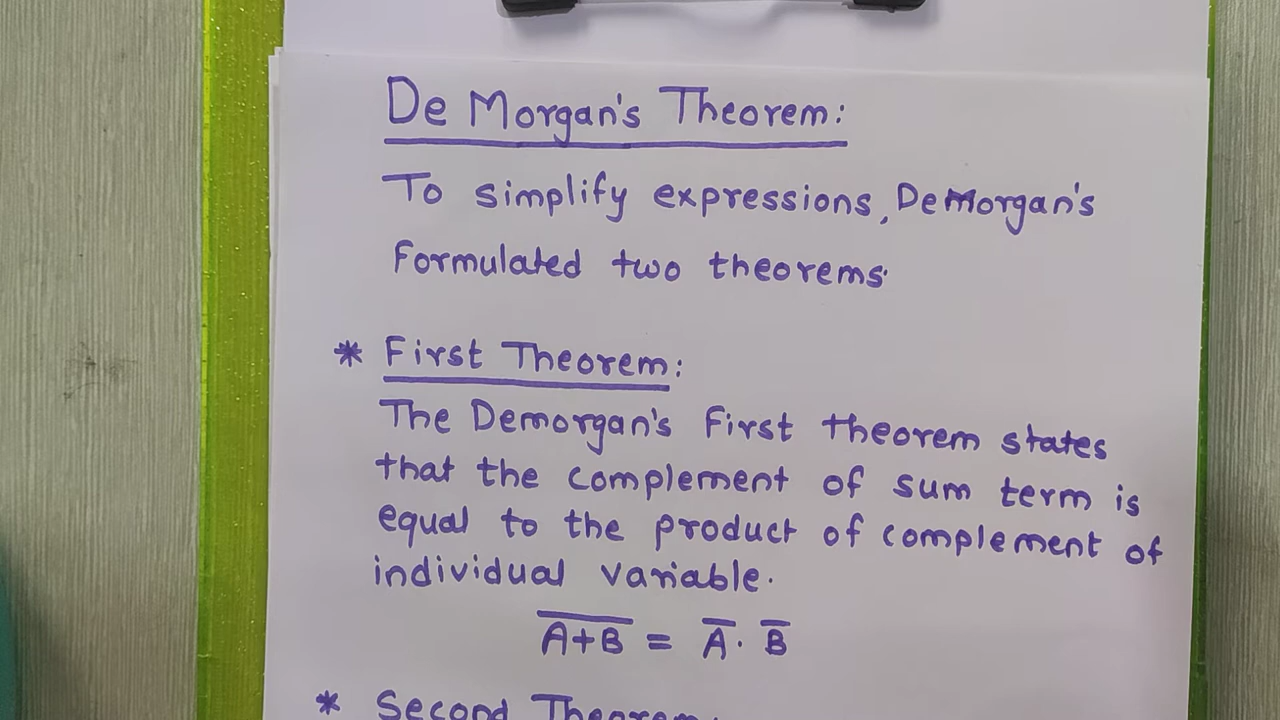 De Morgan's Theorem:
To simplify expressions, DeMorgan's
Formulated two theorems.
* First Theorem:
The Demorgan's First theorem states
that the complement of sum term is
equal to the product of complement of
individual variable.
A̅+̅B̅ = A̅ . B̅
* Second Theorem: